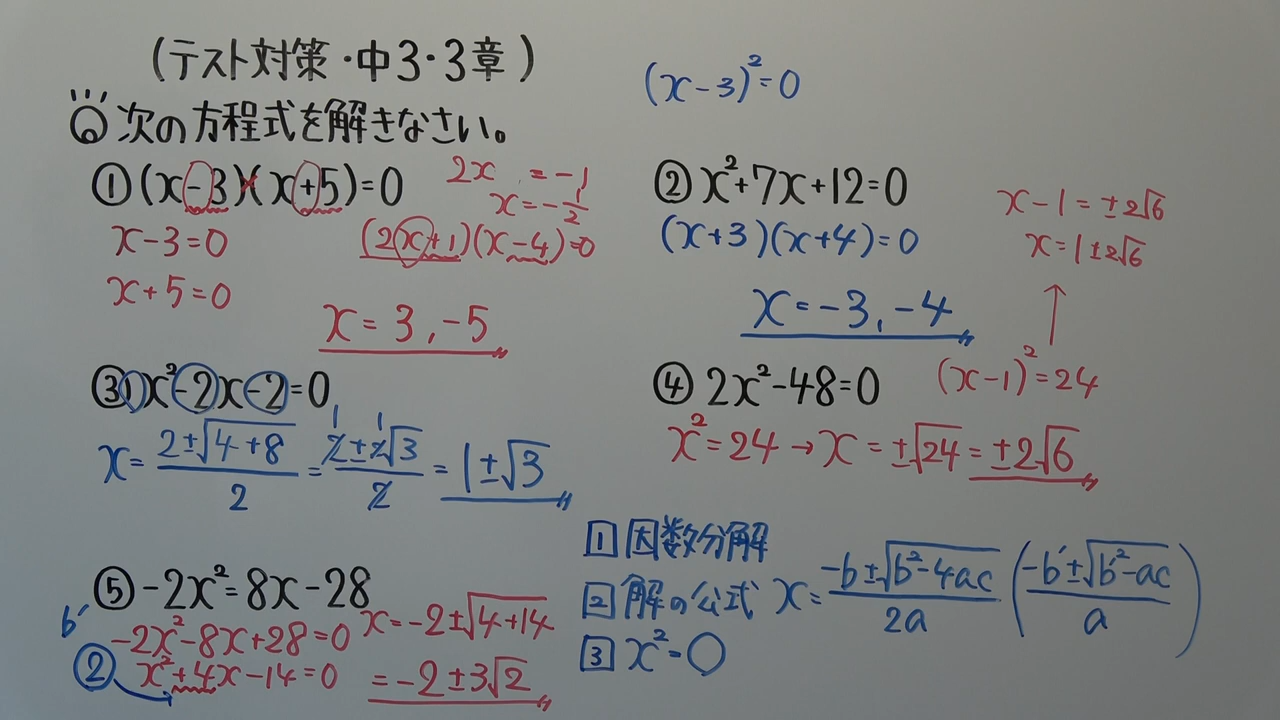 (テスト対策・中3・3章)
(x-3)²=0
Q 次の方程式を解きなさい。
① (x-3)×(x+5)=0
2x = -1
x = -1/2
x-3=0
(2x+1)(x-4)=0
x+5=0
x = 3, -5
② x²+7x+12=0
(x+3)(x+4)=0
x = -3, -4
x-1 = ±2√6
x = 1±2√6
↑
(x-1)²=24
③ 1x²-2x-2=0
x = (2±√(4+8))/2 = (2±2√3)/2 = 1±√3
1 1
④ 2x²-48=0
x²=24 → x = ±√24 = ±2√6
⑤ -2x²=8x-28
b′
-2x²-8x+28=0
② x²+4x-14=0
x = -2±√(4+14)
= -2±3√2
1 因数分解
2 解の公式 x = (-b±√(b²-4ac))/2a ((-b′±√(b′²-ac))/a)
3 x²=○